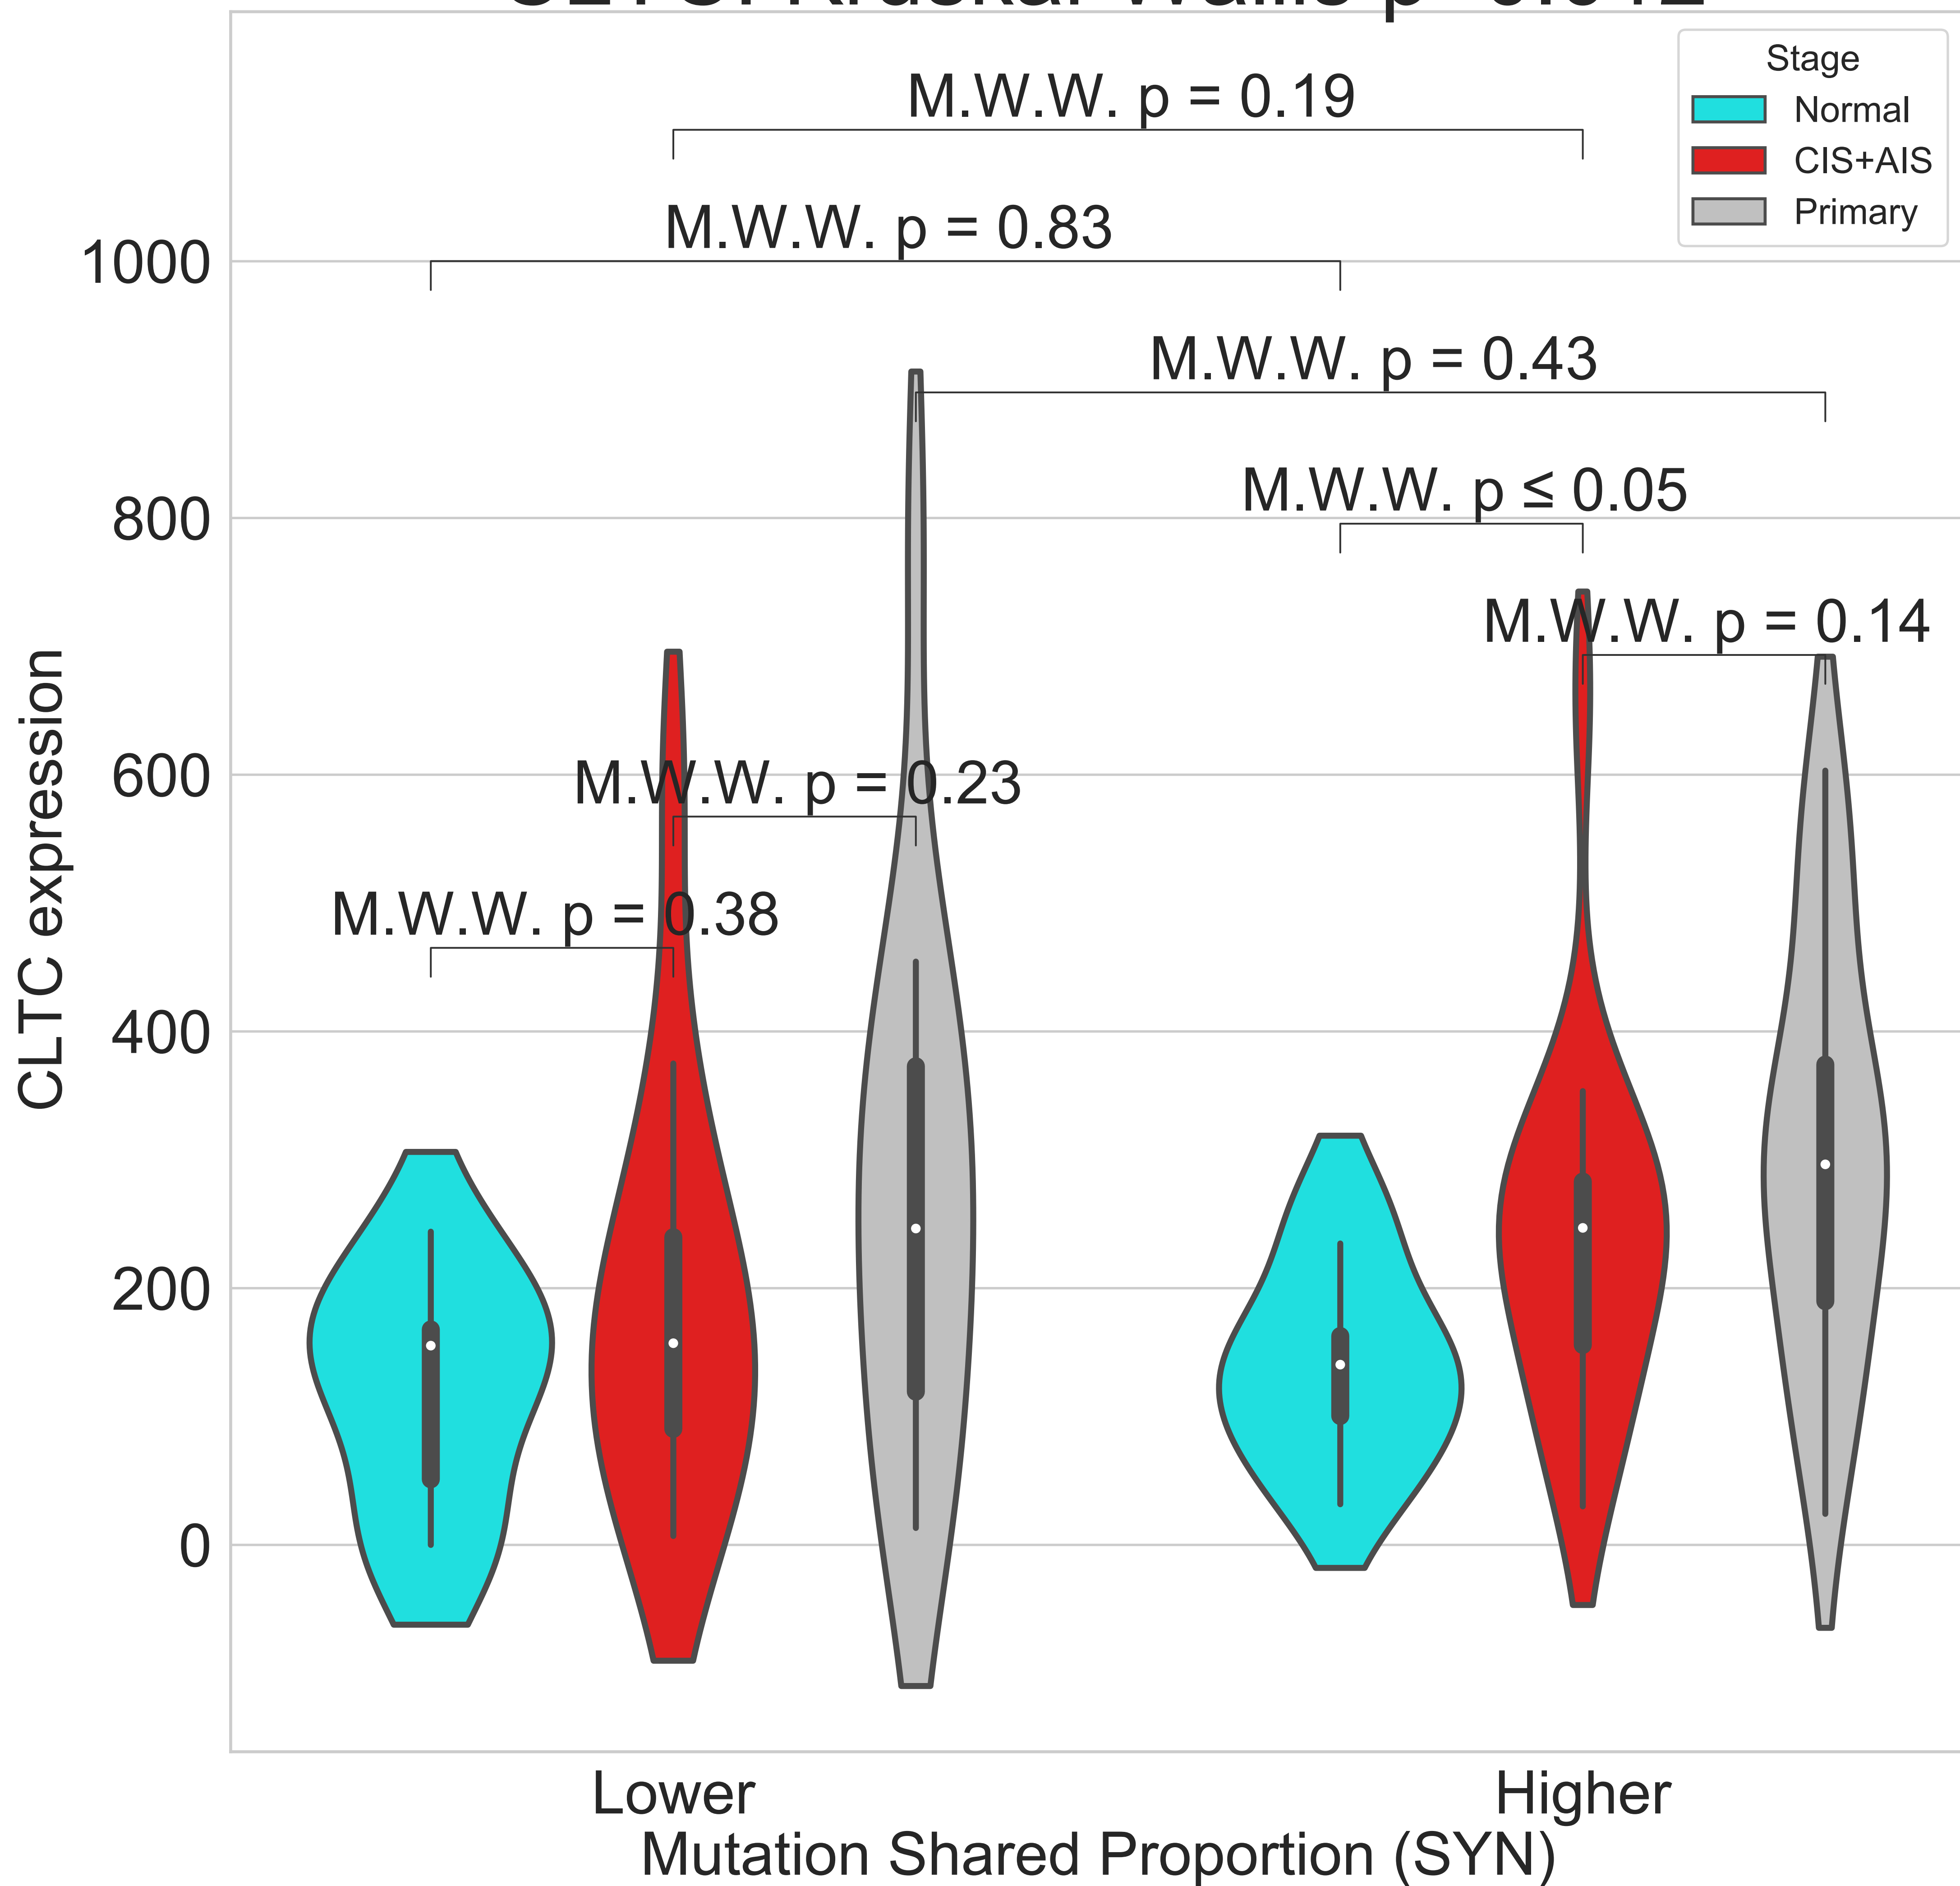 Stage
Normal
CIS+AIS
Primary
M.W.W. p = 0.19
M.W.W. p = 0.83
M.W.W. p = 0.43
M.W.W. p ≤ 0.05
M.W.W. p = 0.14
M.W.W. p = 0.23
M.W.W. p = 0.38
1000
800
600
400
200
0
CLTC expression
Lower
Higher
Mutation Shared Proportion (SYN)